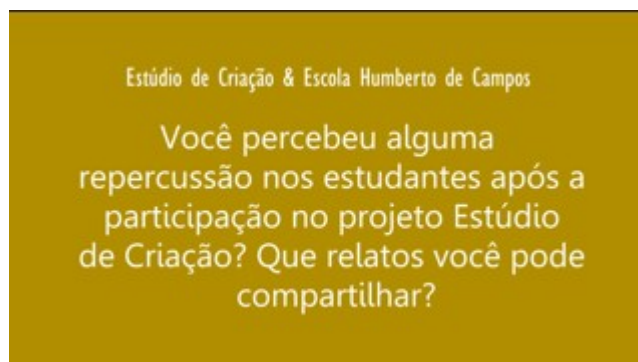 Estúdio de Criação & Escola Humberto de Campos
Você percebeu alguma
repercussão nos estudantes após a
participação no projeto Estúdio
de Criação? Que relatos você pode
compartilhar?